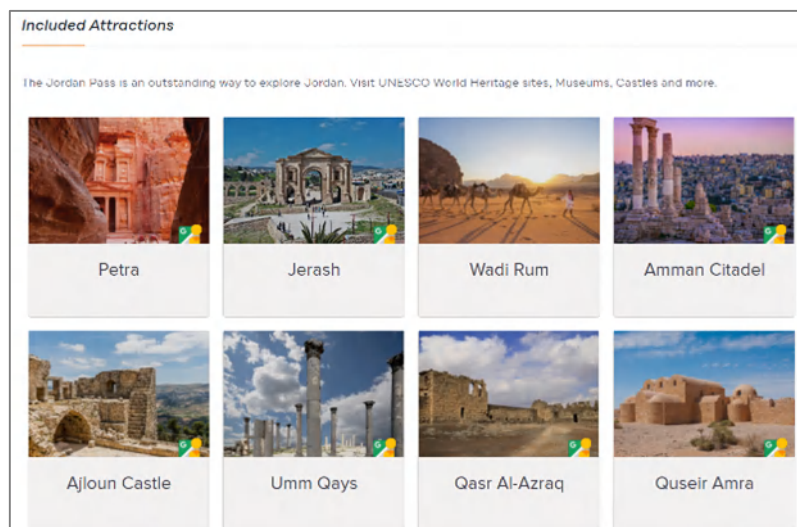 Included Attractions
The Jordan Pass is an outstanding way to explore Jordan. Visit UNESCO World Heritage sites, Museums, Castles and more.
Petra
Jerash
Wadi Rum
Amman Citadel
Ajloun Castle
Umm Qays
Qasr Al-Azraq
Quseir Amra